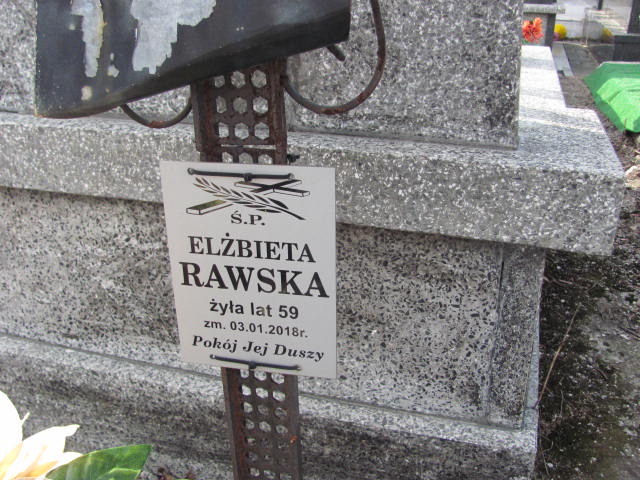 Ś.P.
ELŻBIETA
RAWSKA
żyła lat 59
zm. 03.01.2018r.
Pokój Jej Duszy